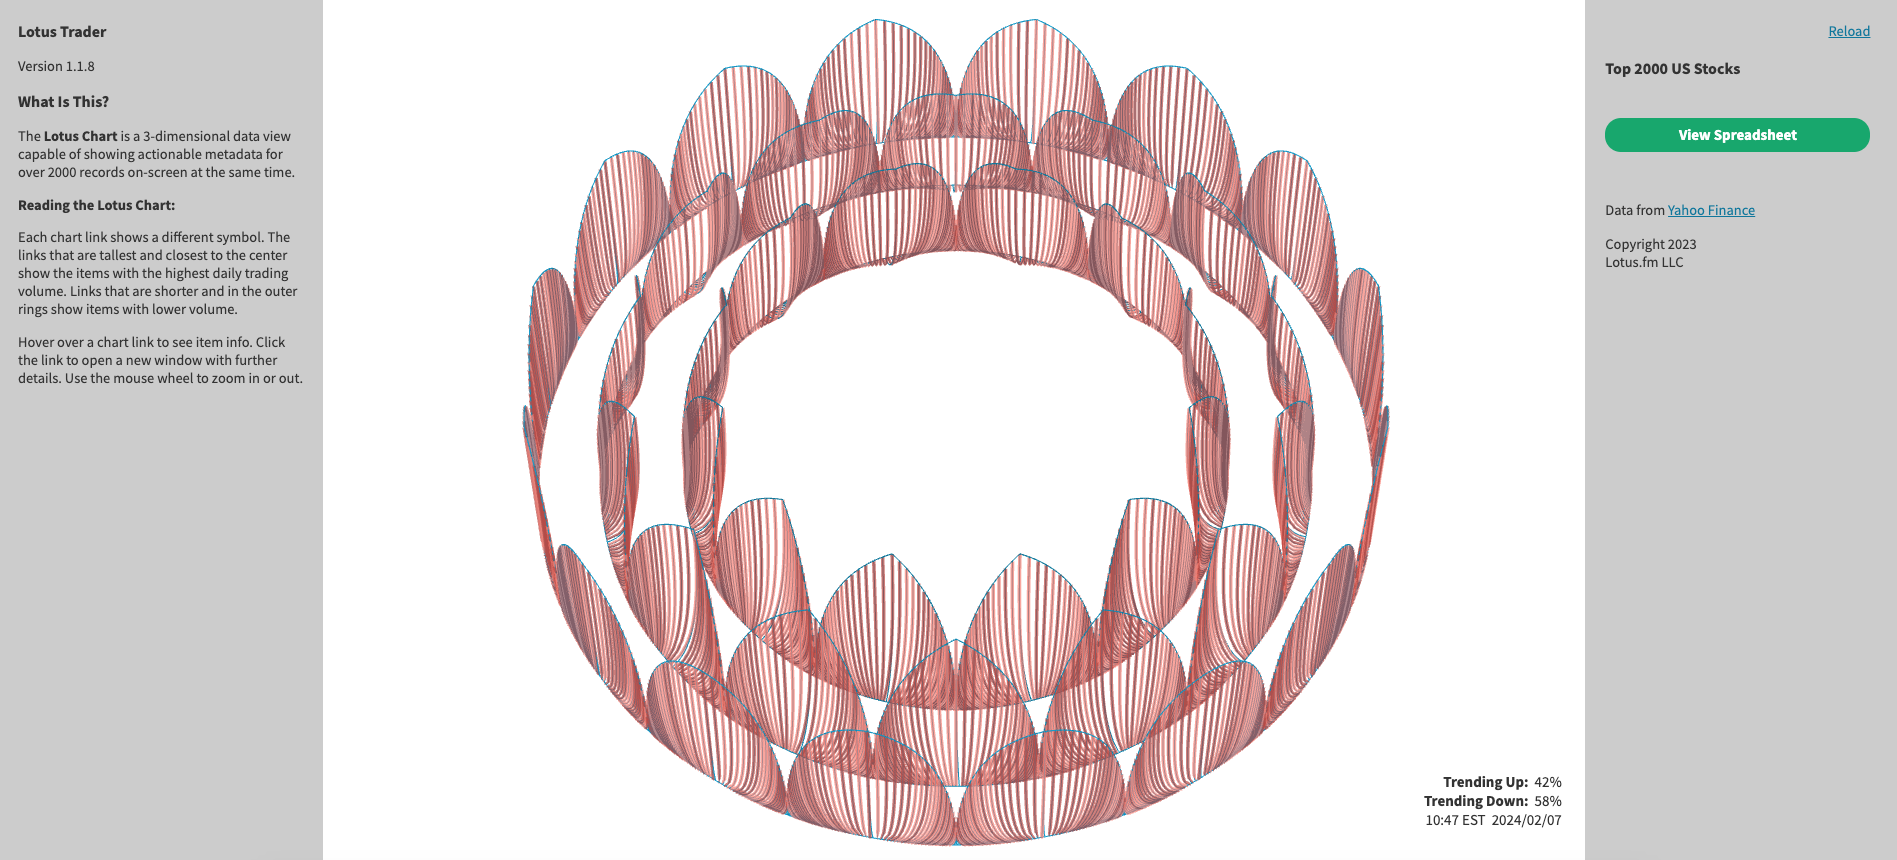 Lotus Trader
Version 1.1.8
What Is This?
The Lotus Chart is a 3-dimensional data view
capable of showing actionable metadata for
over 2000 records on-screen at the same time.
Reading the Lotus Chart:
Each chart link shows a different symbol. The
links that are tallest and closest to the center
show the items with the highest daily trading
volume. Links that are shorter and in the outer
rings show items with lower volume.
Hover over a chart link to see item info. Click
the link to open a new window with further
details. Use the mouse wheel to zoom in or out.
Trending Up: 42%
Trending Down: 58%
10:47 EST 2024/02/07
Reload
Top 2000 US Stocks
View Spreadsheet
Data from Yahoo Finance
Copyright 2023
Lotus.fm LLC